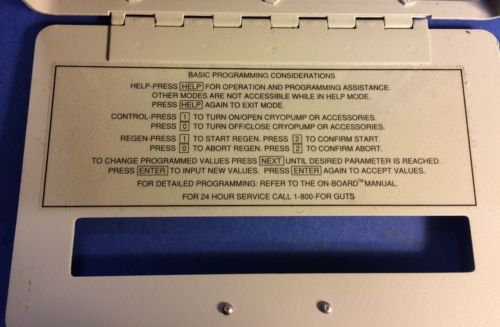 BASIC PROGRAMMING CONSIDERATIONS
HELP-PRESS HELP FOR OPERATION AND PROGRAMMING ASSISTANCE.
OTHER MODES ARE NOT ACCESSIBLE WHILE IN HELP MODE.
PRESS HELP AGAIN TO EXIT MODE.
CONTROL-PRESS 1 TO TURN ON/OPEN CRYOPUMP OR ACCESSORIES.
PRESS 0 TO TURN OFF/CLOSE CRYOPUMP OR ACCESSORIES.
REGEN-PRESS 1 TO START REGEN. PRESS 2 TO CONFIRM START.
PRESS 0 TO ABORT REGEN. PRESS 2 TO CONFIRM ABORT.
TO CHANGE PROGRAMMED VALUES PRESS NEXT UNTIL DESIRED PARAMETER IS REACHED.
PRESS ENTER TO INPUT NEW VALUES. PRESS ENTER AGAIN TO ACCEPT VALUES.
FOR DETAILED PROGRAMMING: REFER TO THE ON-BOARD™ MANUAL.
FOR 24 HOUR SERVICE CALL 1-800-FOR GUTS